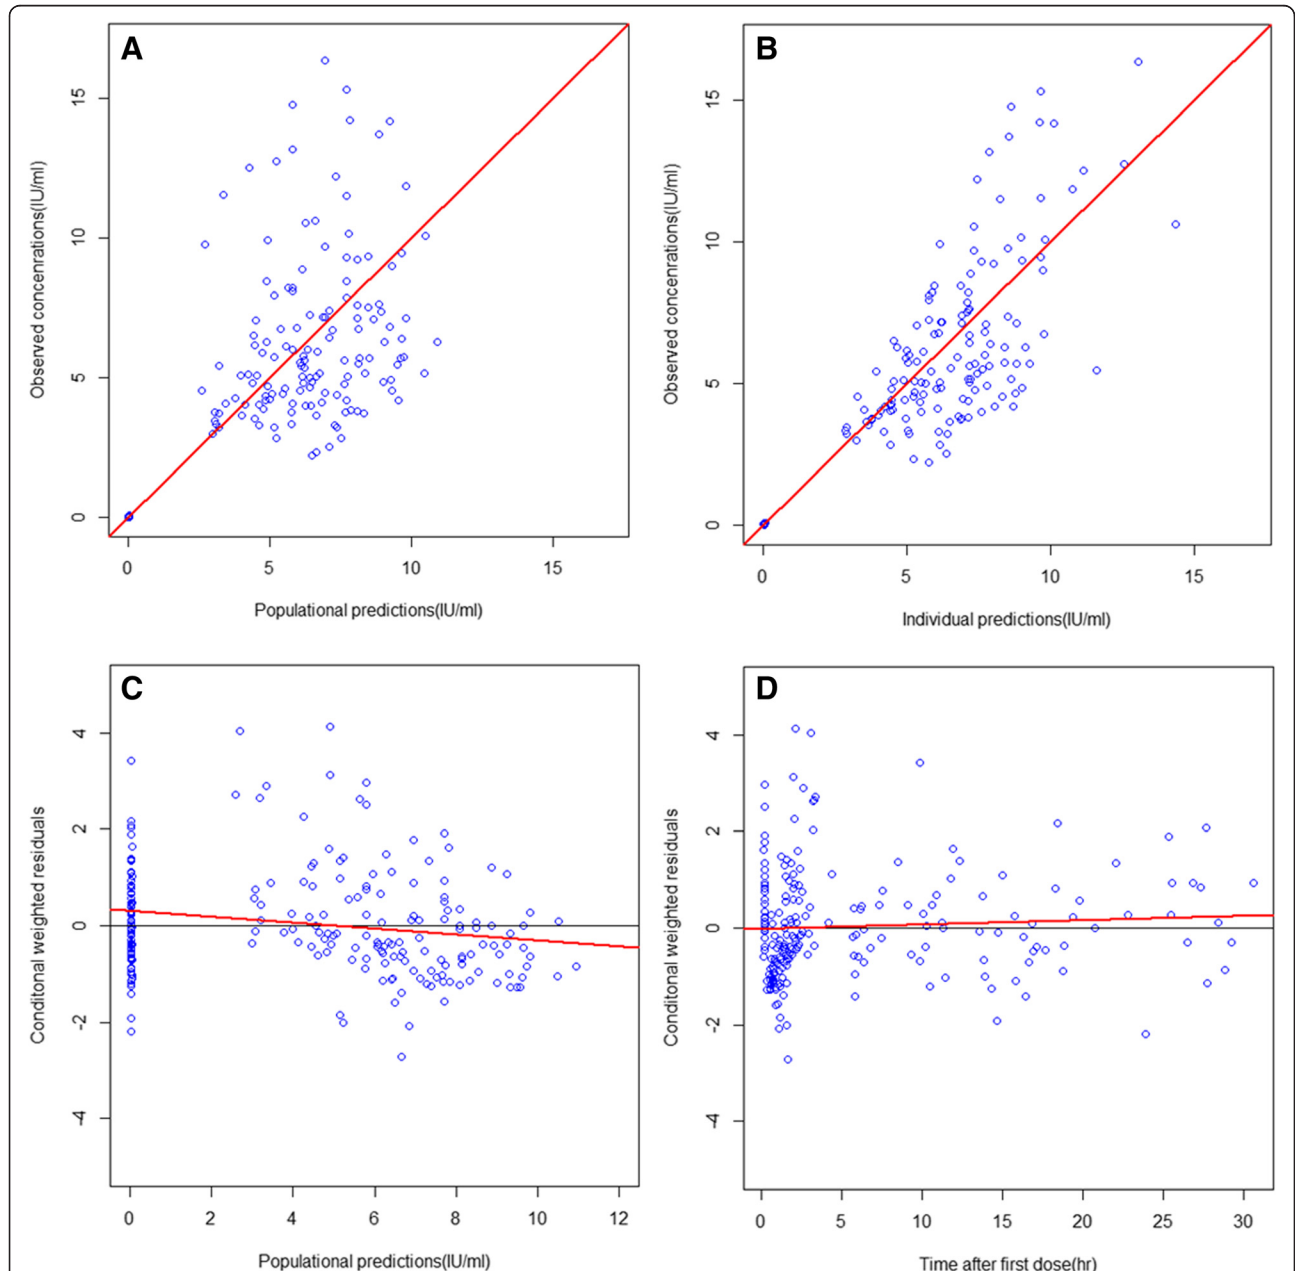 A
Observed concenrations(IU/ml)
15
10
5
0
0 5 10 15
Populational predictions(IU/ml)
B
Observed concenrations(IU/ml)
15
10
5
0
0 5 10 15
Individual predictions(IU/ml)
C
Conditonal weighted residuals
4
2
0
-2
-4
0 2 4 6 8 10 12
Populational predictions(IU/ml)
D
Conditonal weighted residuals
4
2
0
-2
-4
0 5 10 15 20 25 30
Time after first dose(hr)